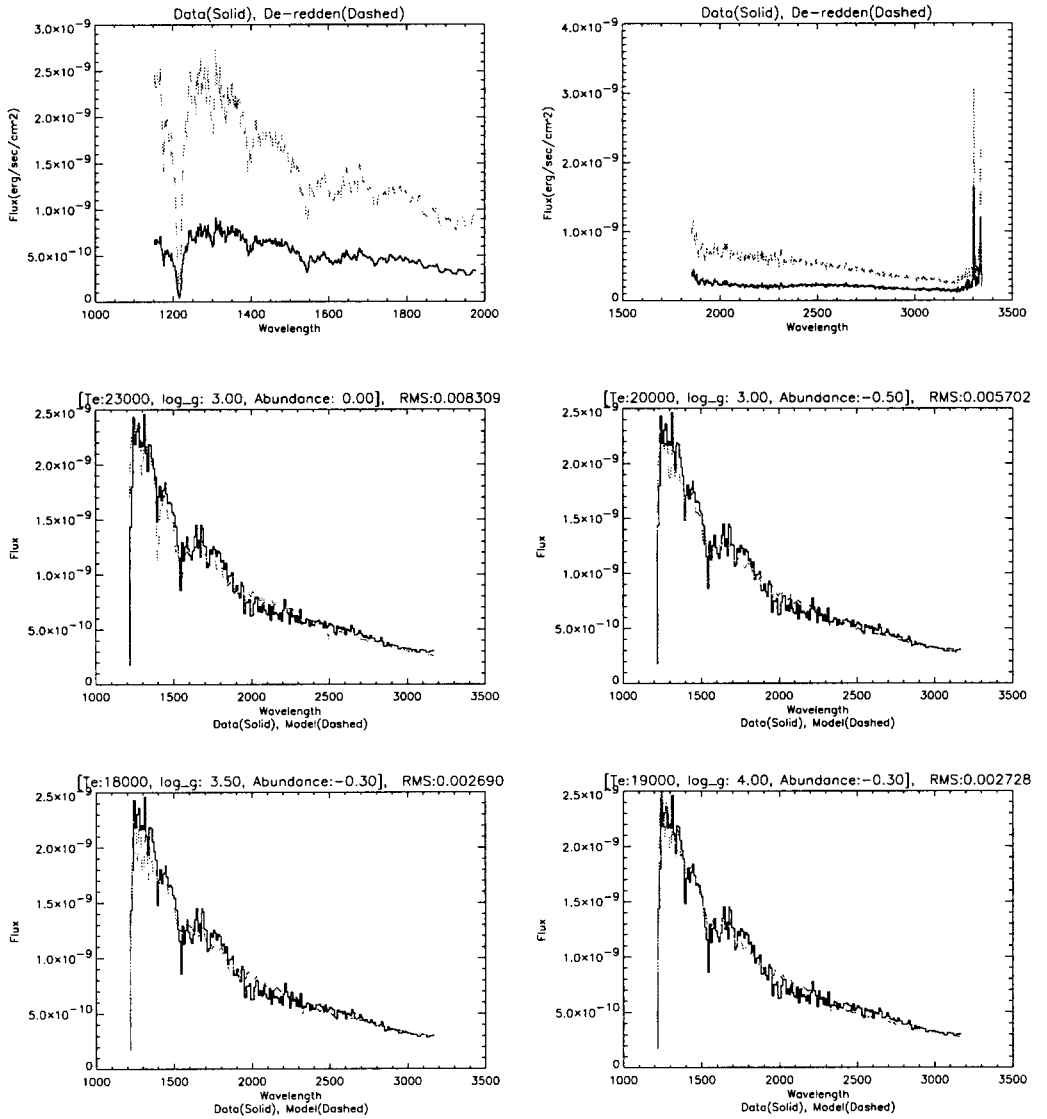 Data(Solid), De-redden(Dashed)
3.0×10⁻⁹
2.5×10⁻⁹
2.0×10⁻⁹
1.5×10⁻⁹
1.0×10⁻⁹
5.0×10⁻¹⁰
0
Flux(erg/sec/cm^2)
1000 1200 1400 1600 1800 2000
Wavelength
Data(Solid), De-redden(Dashed)
4.0×10⁻⁹
3.0×10⁻⁹
2.0×10⁻⁹
1.0×10⁻⁹
0
Flux(erg/sec/cm^2)
1500 2000 2500 3000 3500
Wavelength
[Te:23000, log_g: 3.00, Abundance: 0.00], RMS:0.008309
2.5×10⁻⁹
2.0×10⁻⁹
1.5×10⁻⁹
1.0×10⁻⁹
5.0×10⁻¹⁰
0
Flux
1000 1500 2000 2500 3000 3500
Wavelength
Data(Solid), Model(Dashed)
[Te:20000, log_g: 3.00, Abundance:-0.50], RMS:0.005702
2.5×10⁻⁹
2.0×10⁻⁹
1.5×10⁻⁹
1.0×10⁻⁹
5.0×10⁻¹⁰
0
Flux
1000 1500 2000 2500 3000 3500
Wavelength
Data(Solid), Model(Dashed)
[Te:18000, log_g: 3.50, Abundance:-0.30], RMS:0.002690
2.5×10⁻⁹
2.0×10⁻⁹
1.5×10⁻⁹
1.0×10⁻⁹
5.0×10⁻¹⁰
0
Flux
1000 1500 2000 2500 3000 3500
Wavelength
Data(Solid), Model(Dashed)
[Te:19000, log_g: 4.00, Abundance:-0.30], RMS:0.002728
2.5×10⁻⁹
2.0×10⁻⁹
1.5×10⁻⁹
1.0×10⁻⁹
5.0×10⁻¹⁰
0
Flux
1000 1500 2000 2500 3000 3500
Wavelength
Data(Solid), Model(Dashed)